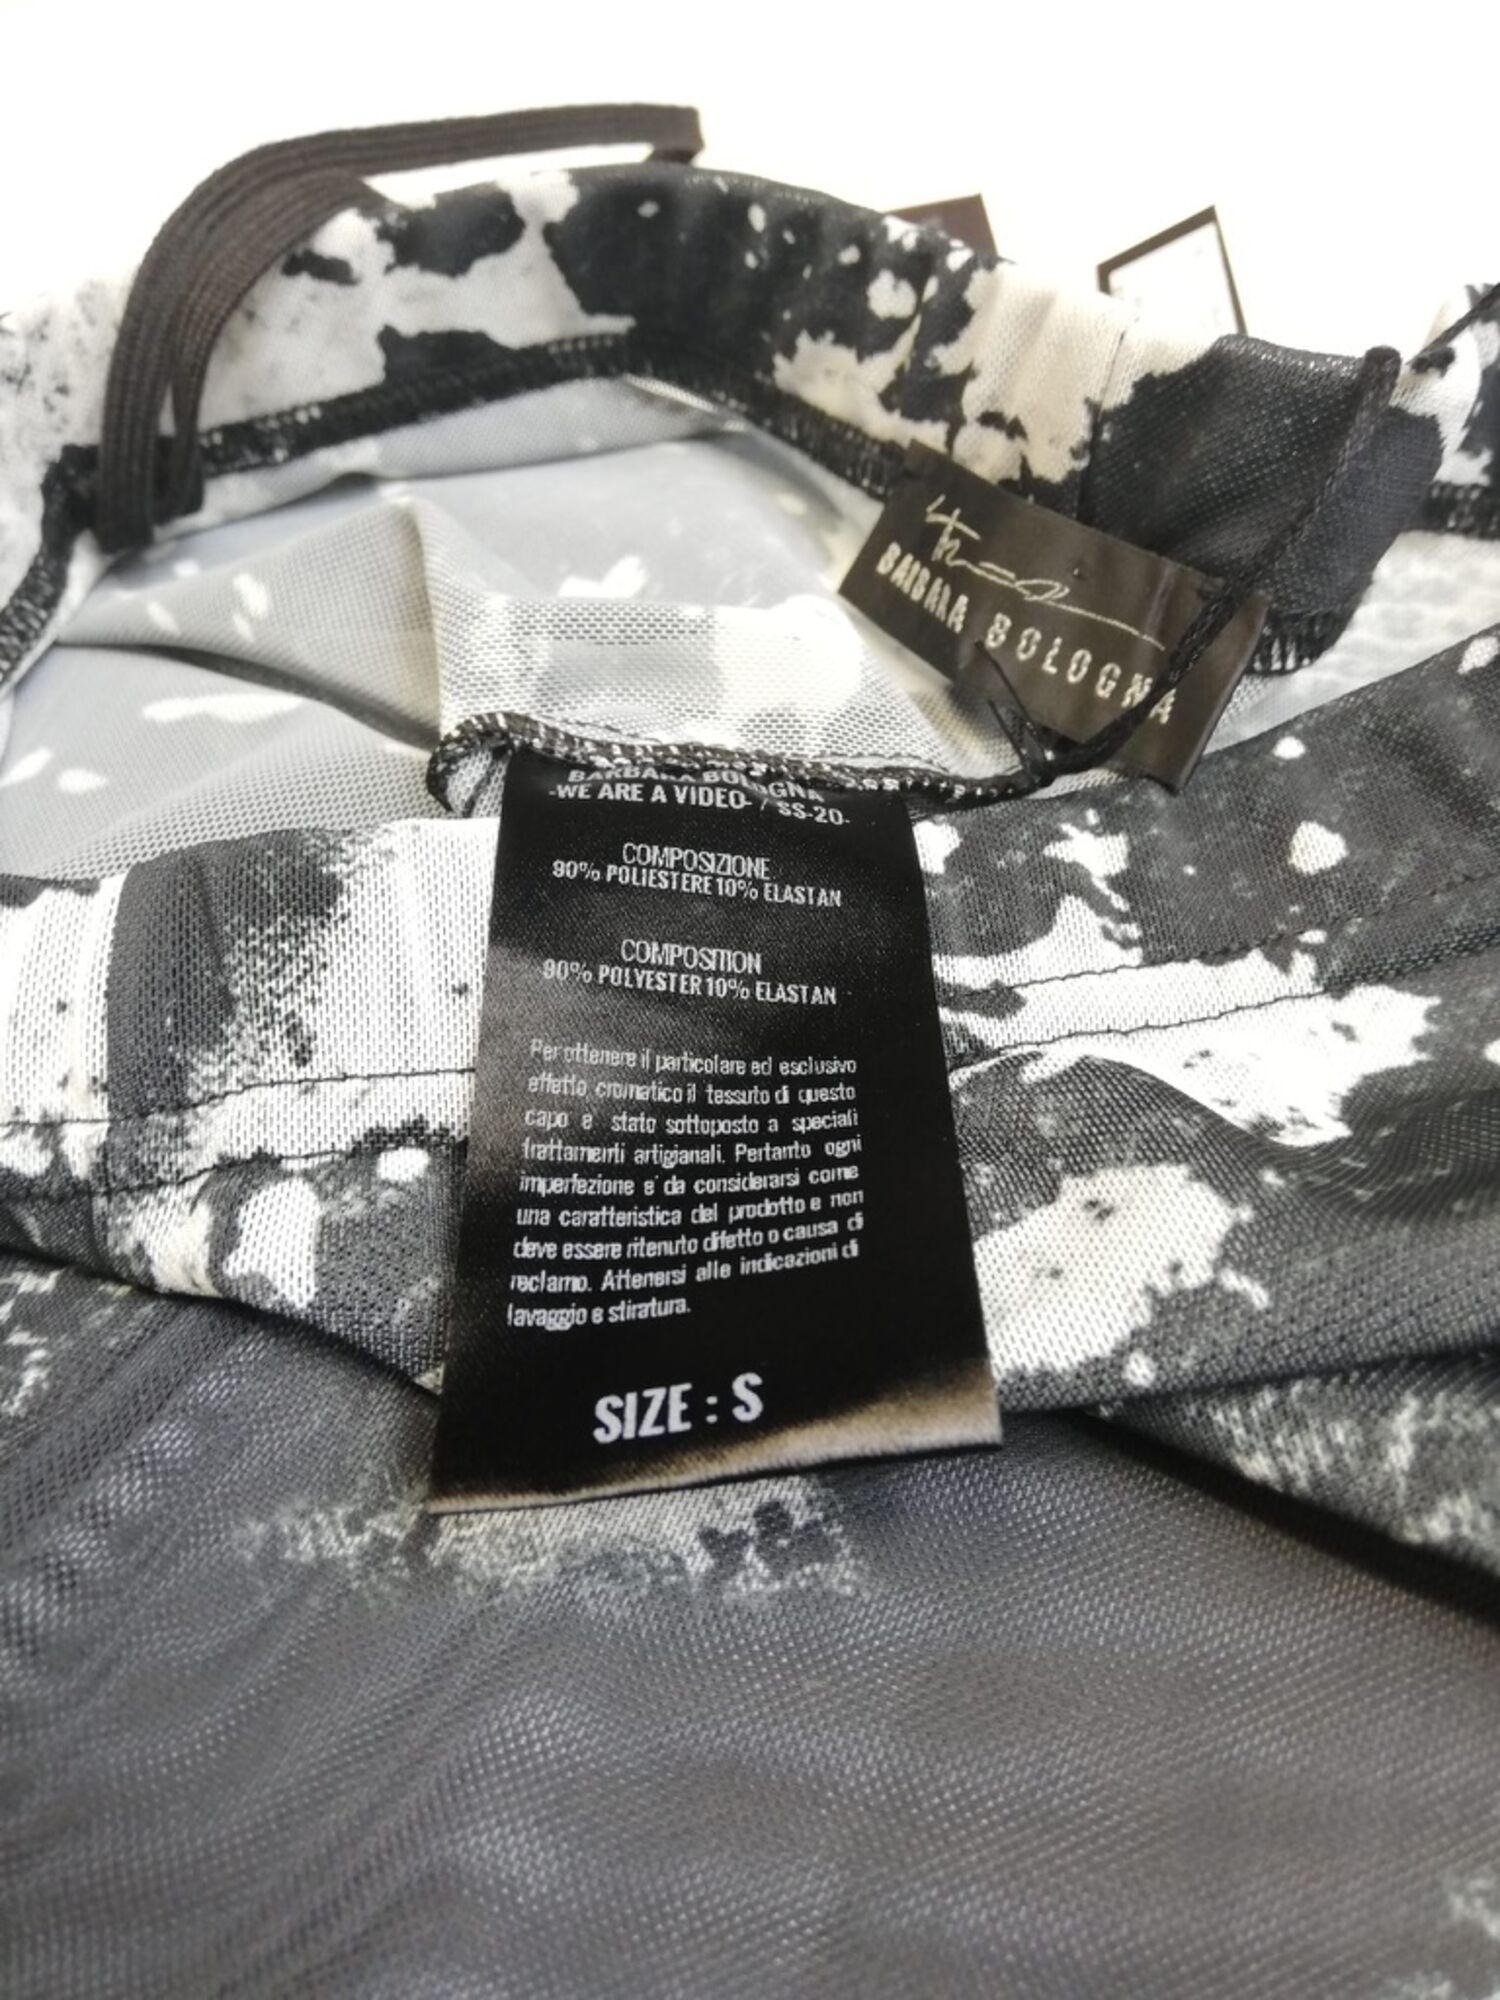 BARBARA BOLOGNA
BARBARA BOLOGNA
-WE ARE A VIDEO- / SS-20-
COMPOSIZIONE
90% POLIESTERE 10% ELASTAN
COMPOSITION
90% POLYESTER 10% ELASTAN
Per ottenere il particolare ed esclusivo
effetto cromatico il tessuto di questo
capo e stato sottoposto a speciali
trattamenti artigianali. Pertanto ogni
imperfezione e' da considerarsi come
una caratteristica del prodotto e non
deve essere ritenuto difetto o causa di
reclamo. Attenersi alle indicazioni di
lavaggio e stiratura.
SIZE : S